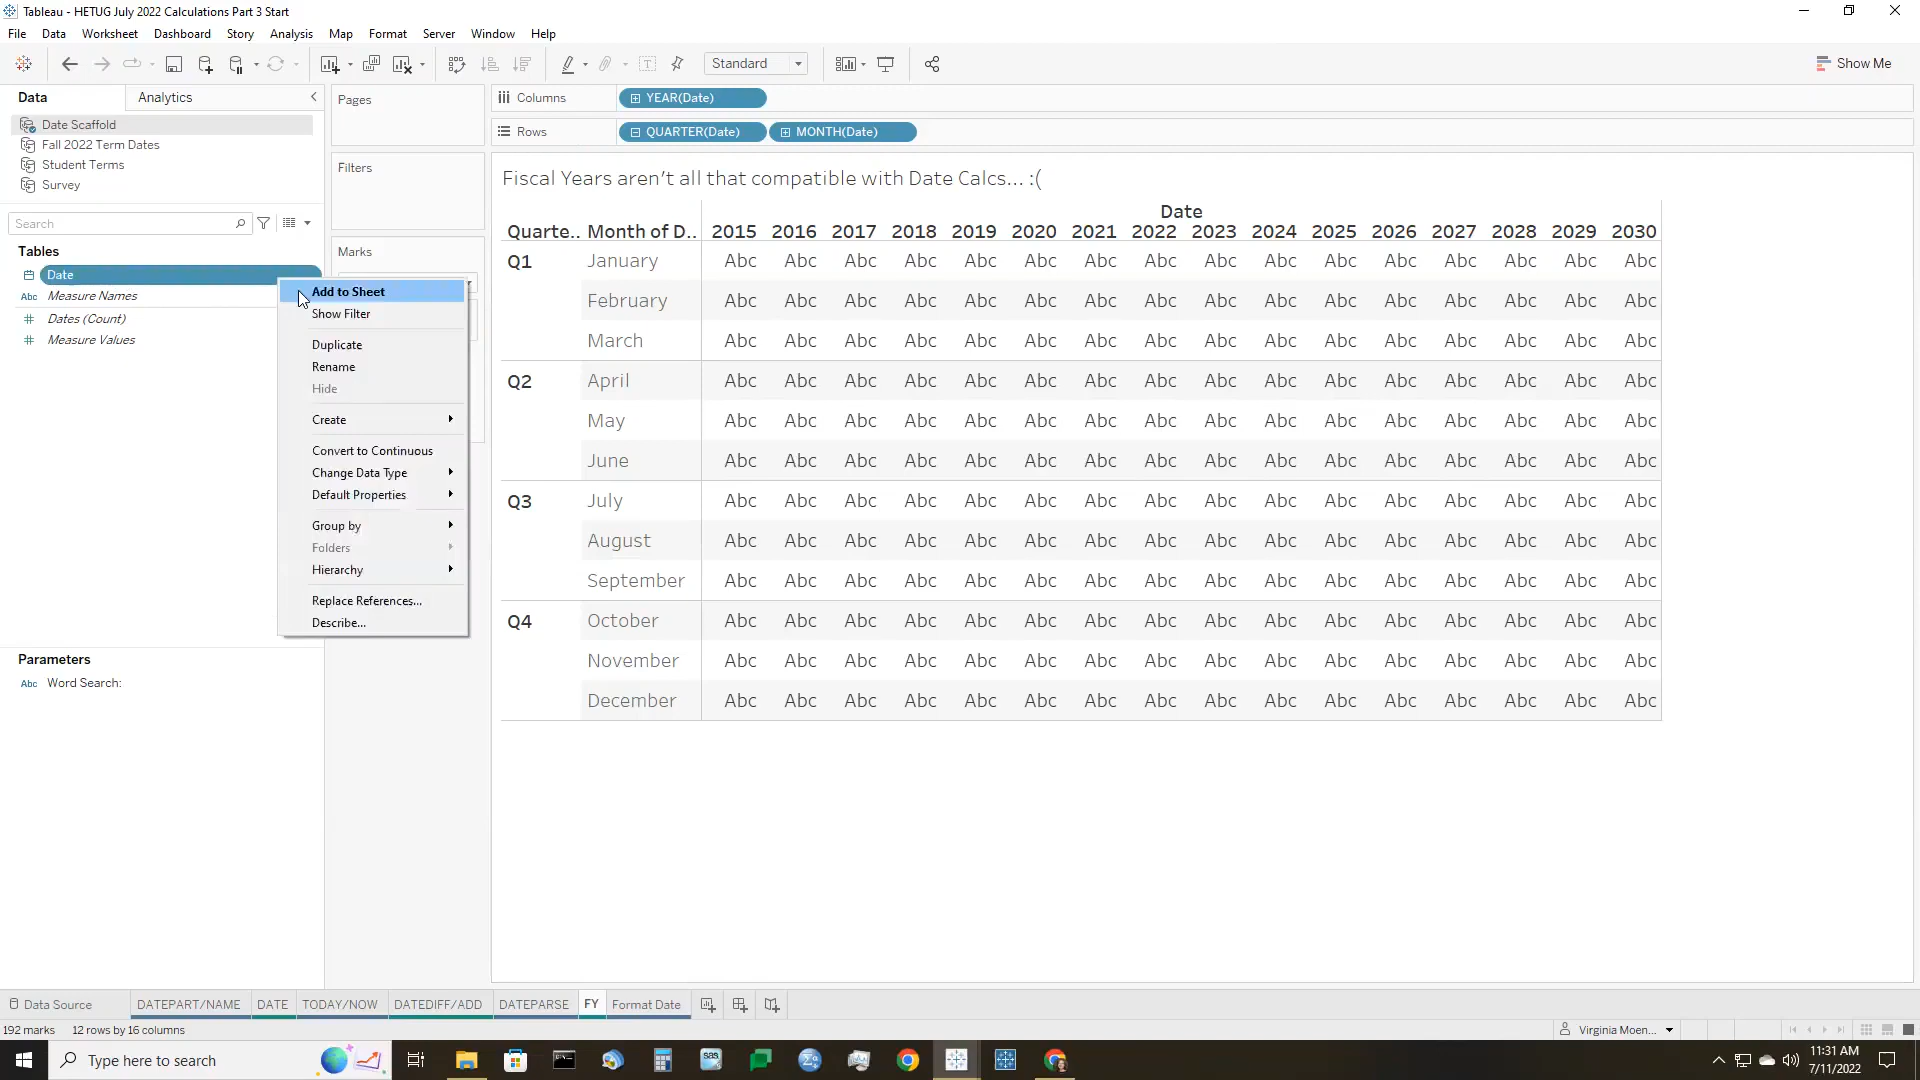 Tableau - HETUG July 2022 Calculations Part 3 Start
File Data Worksheet Dashboard Story Analysis Map Format Server Window Help
Standard
Show Me
Data Analytics
Date Scaffold
Fall 2022 Term Dates
Student Terms
Survey
Search
Tables
Date
Abc Measure Names
Dates (Count)
Measure Values
Add to Sheet
Show Filter
Duplicate
Rename
Hide
Create
Convert to Continuous
Change Data Type
Default Properties
Group by
Folders
Hierarchy
Replace References...
Describe...
Parameters
Abc Word Search:
Pages
Filters
Marks
Columns YEAR(Date)
Rows QUARTER(Date) MONTH(Date)
Fiscal Years aren't all that compatible with Date Calcs... :(
Date
Quarte.. Month of D.. 2015 2016 2017 2018 2019 2020 2021 2022 2023 2024 2025 2026 2027 2028 2029 2030
Q1 January Abc Abc Abc Abc Abc Abc Abc Abc Abc Abc Abc Abc Abc Abc Abc Abc
February Abc Abc Abc Abc Abc Abc Abc Abc Abc Abc Abc Abc Abc Abc Abc Abc
March Abc Abc Abc Abc Abc Abc Abc Abc Abc Abc Abc Abc Abc Abc Abc Abc
Q2 April Abc Abc Abc Abc Abc Abc Abc Abc Abc Abc Abc Abc Abc Abc Abc Abc
May Abc Abc Abc Abc Abc Abc Abc Abc Abc Abc Abc Abc Abc Abc Abc Abc
June Abc Abc Abc Abc Abc Abc Abc Abc Abc Abc Abc Abc Abc Abc Abc Abc
Q3 July Abc Abc Abc Abc Abc Abc Abc Abc Abc Abc Abc Abc Abc Abc Abc Abc
August Abc Abc Abc Abc Abc Abc Abc Abc Abc Abc Abc Abc Abc Abc Abc Abc
September Abc Abc Abc Abc Abc Abc Abc Abc Abc Abc Abc Abc Abc Abc Abc Abc
Q4 October Abc Abc Abc Abc Abc Abc Abc Abc Abc Abc Abc Abc Abc Abc Abc Abc
November Abc Abc Abc Abc Abc Abc Abc Abc Abc Abc Abc Abc Abc Abc Abc Abc
December Abc Abc Abc Abc Abc Abc Abc Abc Abc Abc Abc Abc Abc Abc Abc Abc
Data Source DATEPART/NAME DATE TODAY/NOW DATEDIFF/ADD DATEPARSE FY Format Date
192 marks 12 rows by 16 columns
Virginia Moen...
Type here to search
sas
11:31 AM
7/11/2022